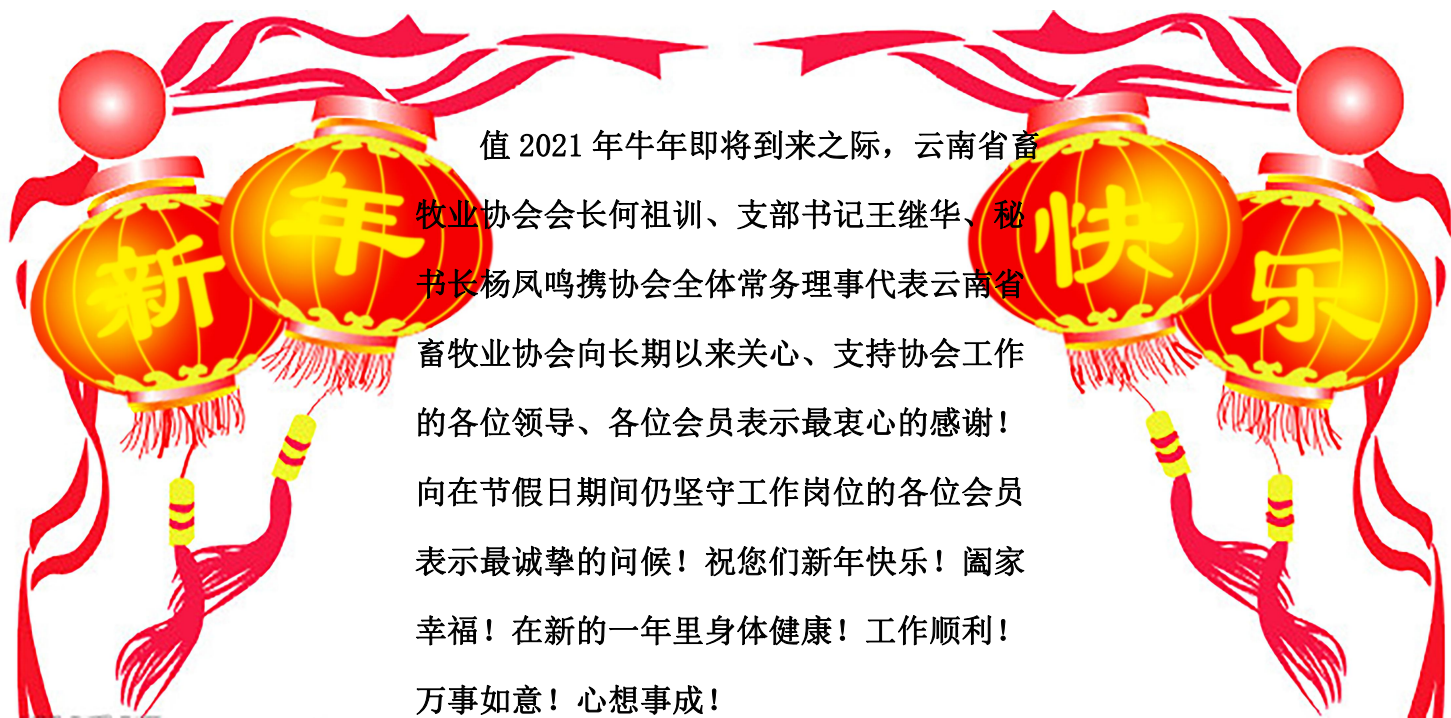 新年快乐
值2021年牛年即将到来之际，云南省畜
牧业协会会长何祖训、支部书记王继华、秘
书长杨凤鸣携协会全体常务理事代表云南省
畜牧业协会向长期以来关心、支持协会工作
的各位领导、各位会员表示最衷心的感谢！
向在节假日期间仍坚守工作岗位的各位会员
表示最诚挚的问候！祝您们新年快乐！阖家
幸福！在新的一年里身体健康！工作顺利！
万事如意！心想事成！